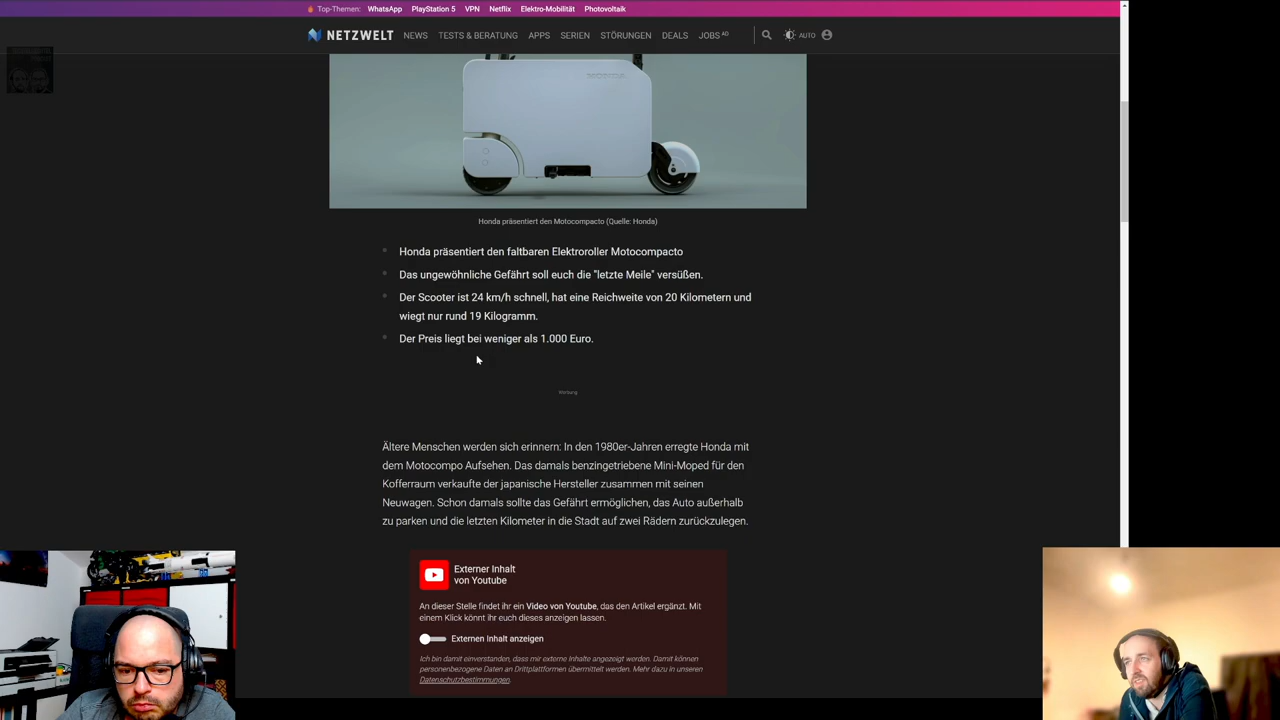 Top-Themen: WhatsApp PlayStation 5 VPN Netflix Elektro-Mobilität Photovoltaik
NETZWELT NEWS TESTS & BERATUNG APPS SERIEN STÖRUNGEN DEALS JOBS AD AUTO
HONDA
Honda präsentiert den Motocompacto (Quelle: Honda)
Honda präsentiert den faltbaren Elektroroller Motocompacto
Das ungewöhnliche Gefährt soll euch die "letzte Meile" versüßen.
Der Scooter ist 24 km/h schnell, hat eine Reichweite von 20 Kilometern und
wiegt nur rund 19 Kilogramm.
Der Preis liegt bei weniger als 1.000 Euro.
Werbung
Ältere Menschen werden sich erinnern: In den 1980er-Jahren erregte Honda mit
dem Motocompo Aufsehen. Das damals benzingetriebene Mini-Moped für den
Kofferraum verkaufte der japanische Hersteller zusammen mit seinen
Neuwagen. Schon damals sollte das Gefährt ermöglichen, das Auto außerhalb
zu parken und die letzten Kilometer in die Stadt auf zwei Rädern zurückzulegen.
Externer Inhalt
von Youtube
An dieser Stelle findet ihr ein Video von Youtube, das den Artikel ergänzt. Mit
einem Klick könnt ihr euch dieses anzeigen lassen.
Externen Inhalt anzeigen
Ich bin damit einverstanden, dass mir externe Inhalte angezeigt werden. Damit können
personenbezogene Daten an Drittplattformen übermittelt werden. Mehr dazu in unseren
Datenschutzbestimmungen.